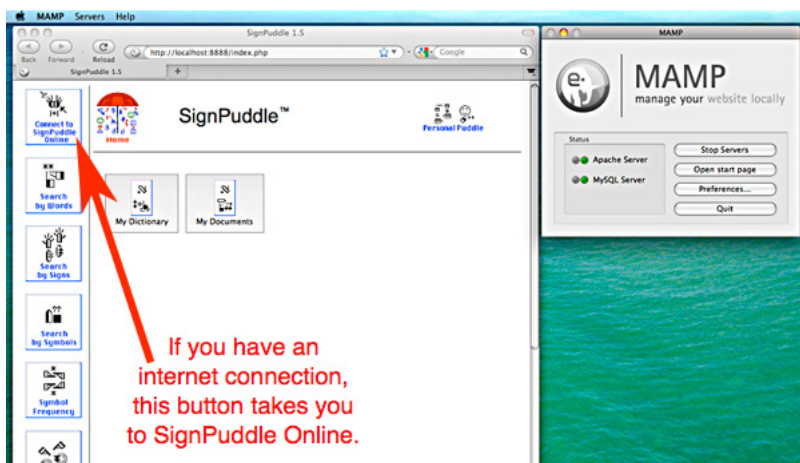 MAMP Servers Help
SignPuddle 1.5
Back Forward Reload
http://localhost:8888/index.php
Google
SignPuddle 1.5
+
Connect to
SignPuddle
Online
Search
by Words
Search
by Signs
Search
by Symbols
Symbol
Frequency
Home
SignPuddle™
Personal Puddle
My Dictionary
My Documents
If you have an
internet connection,
this button takes you
to SignPuddle Online.
MAMP
MAMP
manage your website locally
Status
Apache Server
MySQL Server
Stop Servers
Open start page
Preferences...
Quit